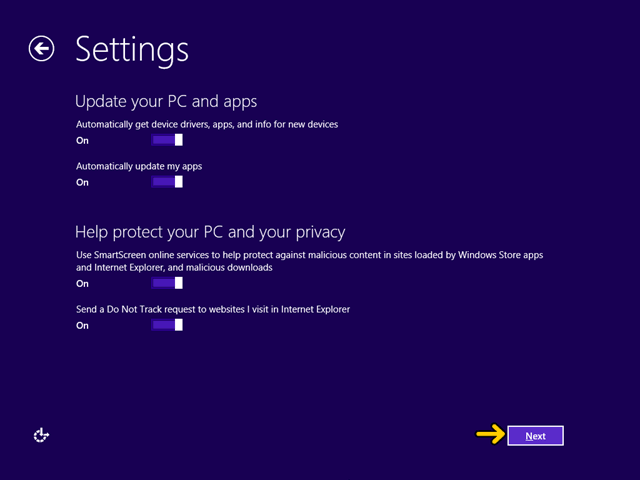 Settings
Update your PC and apps
Automatically get device drivers, apps, and info for new devices
On
Automatically update my apps
On
Help protect your PC and your privacy
Use SmartScreen online services to help protect against malicious content in sites loaded by Windows Store apps
and Internet Explorer, and malicious downloads
On
Send a Do Not Track request to websites I visit in Internet Explorer
On
Next